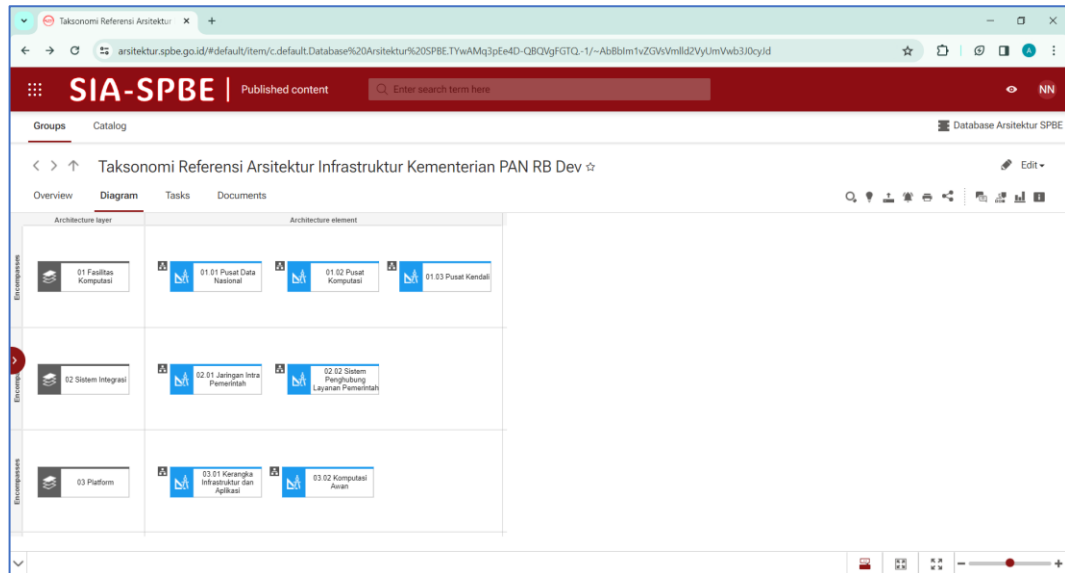 Taksonomi Referensi Arsitektur
arsitektur.spbe.go.id/#default/item/c.default.Database%20Arsitektur%20SPBE.TYwAMq3pEe4D-QBQVgFGTQ.-1/~AbBbIm1vZGVsVmlld2VyUmVwb3J0cyJd
A
SIA-SPBE | Published content
Enter search term here
NN
Groups Catalog
Database Arsitektur SPBE
Taksonomi Referensi Arsitektur Infrastruktur Kementerian PAN RB Dev
Edit
Overview Diagram Tasks Documents
Architecture layer Architecture element
Encompasses
01 Fasilitas
Komputasi
01.01 Pusat Data
Nasional
01.02 Pusat
Komputasi
01.03 Pusat Kendali
02 Sistem Integrasi
02.01 Jaringan Intra
Pemerintah
02.02 Sistem
Penghubung
Layanan Pemerintah
Encompasses
03 Platform
03.01 Kerangka
Infrastruktur dan
Aplikasi
03.02 Komputasi
Awan